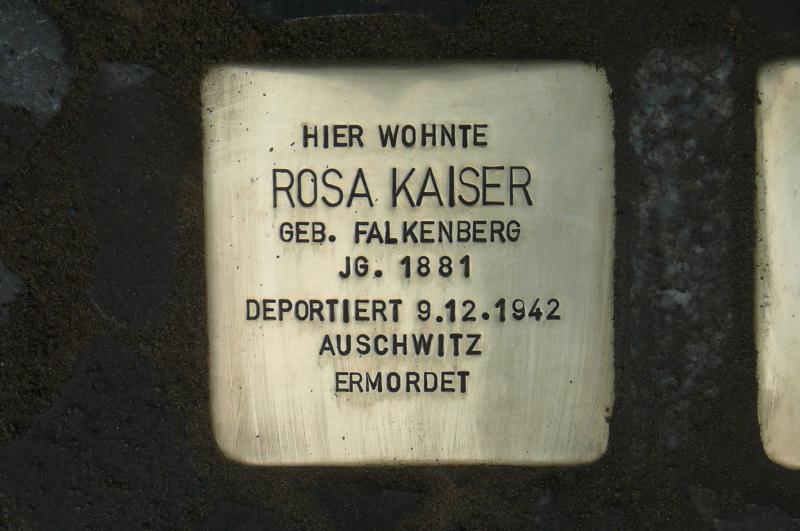 HIER WOHNTE
ROSA KAISER
GEB. FALKENBERG
JG. 1881
DEPORTIERT 9.12.1942
AUSCHWITZ
ERMORDET